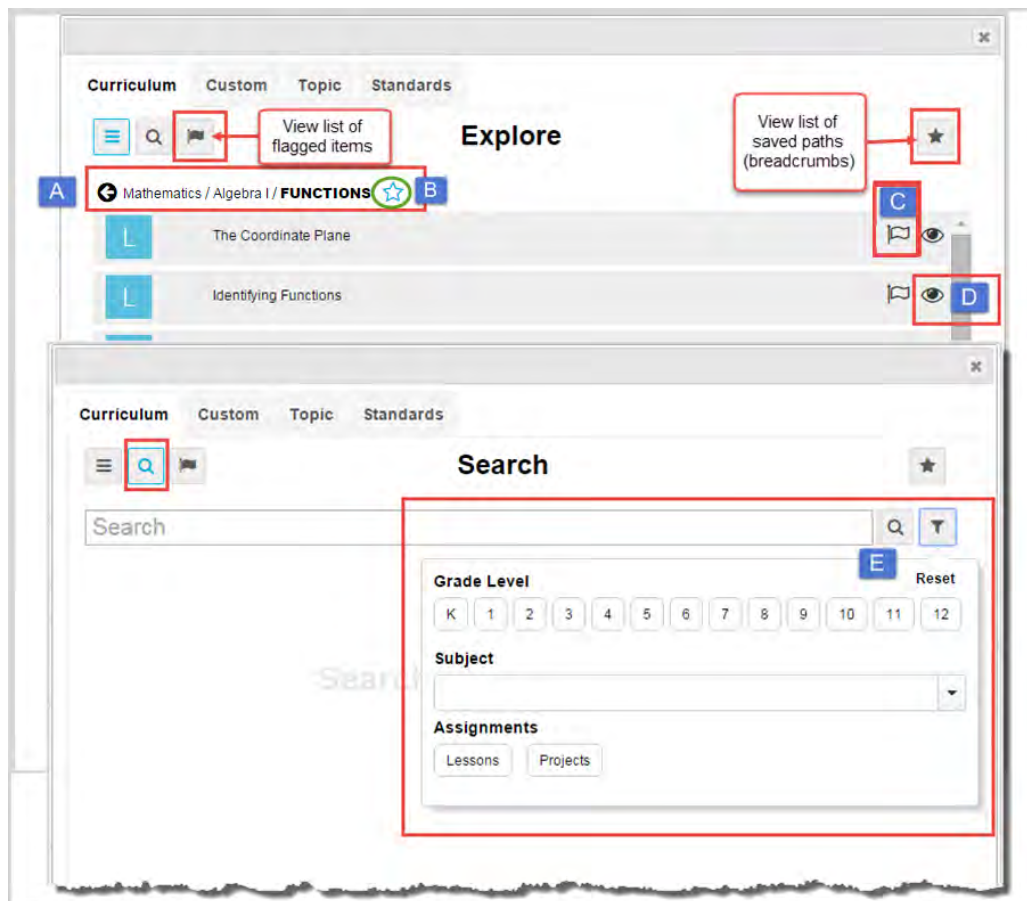 Curriculum Custom Topic Standards
View list of
flagged items
Explore
View list of
saved paths
(breadcrumbs)
A
Mathematics / Algebra I / FUNCTIONS
B
C
L
The Coordinate Plane
L
Identifying Functions
D
Curriculum Custom Topic Standards
Search
Search
E
Grade Level
Reset
K 1 2 3 4 5 6 7 8 9 10 11 12
Subject
Search
Assignments
Lessons Projects